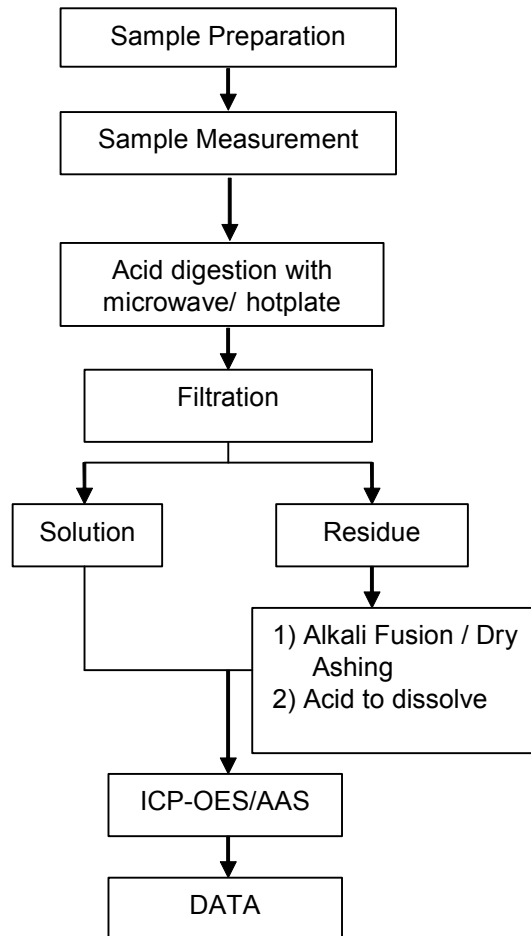 Sample Preparation
Sample Measurement
Acid digestion with
microwave/ hotplate
Filtration
Solution
Residue
1) Alkali Fusion / Dry
Ashing
2) Acid to dissolve
ICP-OES/AAS
DATA